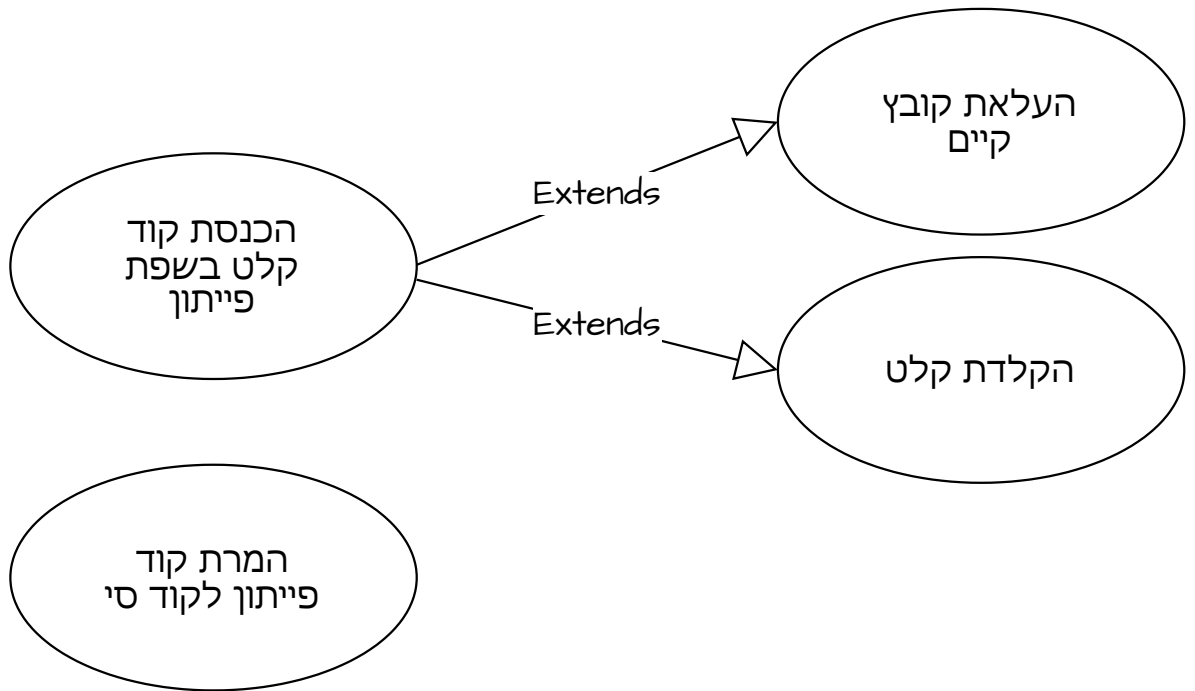 העלאת קובץ
קיים
Extends
הכנסת קוד
קלט בשפת
פייתון
Extends
הקלדת קלט
המרת קוד
פייתון לקוד סי